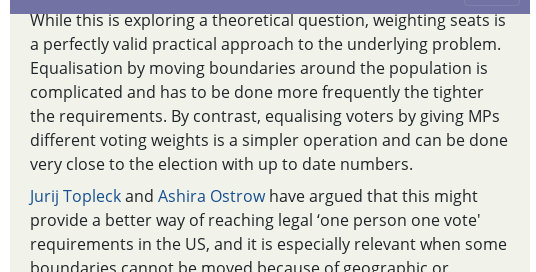 While this is exploring a theoretical question, weighting seats is
a perfectly valid practical approach to the underlying problem.
Equalisation by moving boundaries around the population is
complicated and has to be done more frequently the tighter
the requirements. By contrast, equalising voters by giving MPs
different voting weights is a simpler operation and can be done
very close to the election with up to date numbers.
Jurij Topleck and Ashira Ostrow have argued that this might
provide a better way of reaching legal ‘one person one vote'
requirements in the US, and it is especially relevant when some
boundaries cannot be moved because of geographic or